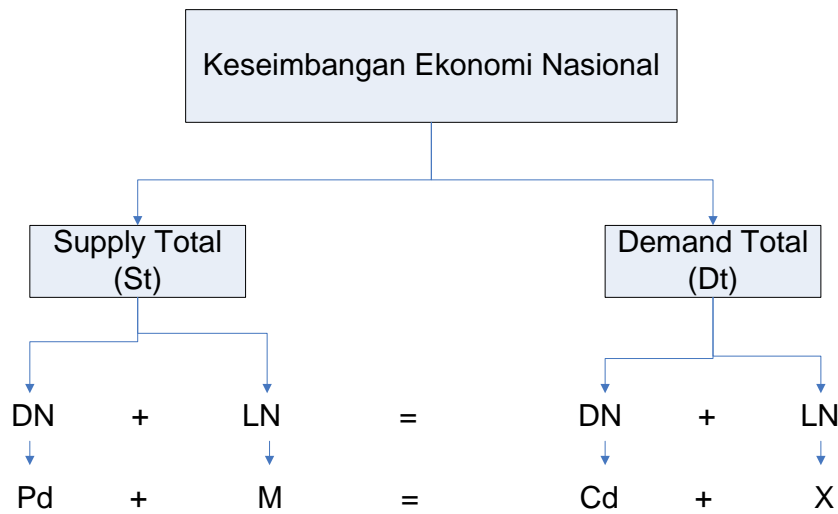 Keseimbangan Ekonomi Nasional
Supply Total
(St)
Demand Total
(Dt)
DN + LN = DN + LN
Pd + M = Cd + X